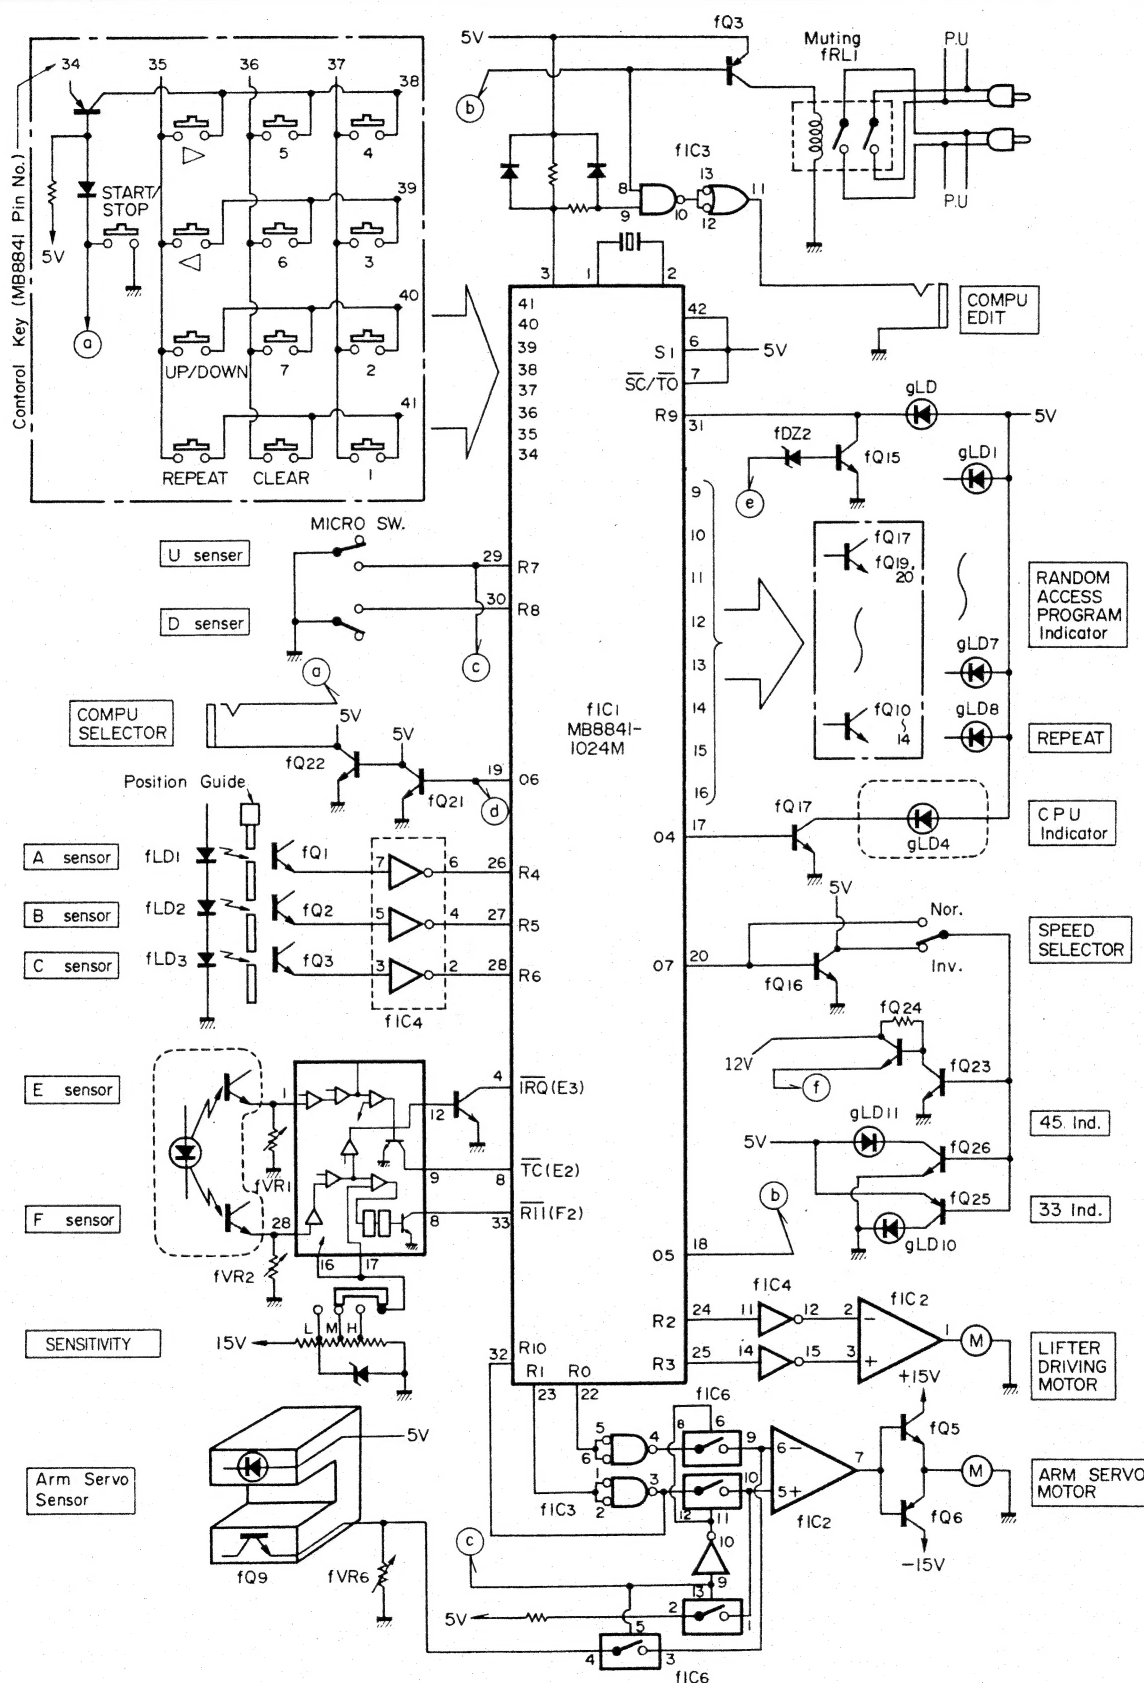 Contorol Key (MB8841 Pin No.)
34 35 36 37 38
5 4
START/
STOP
39
5V
6 3
40
a
UP/DOWN 7 2
41
REPEAT CLEAR 1
5V
b
fQ3
Muting
fRL1
P.U
P.U
fIC3
8
9
10
13
12
11
3 1 2
COMPU
EDIT
41
40
39
38
37
36
35
34
42
S1 6
SC/TO 7
5V
R9 31
gLD
5V
fDZ2
fQ15
e
gLD1
9
10
11
12
13
14
15
16
fQ17
fQ19,
20
fQ10
~
14
gLD7
gLD8
RANDOM
ACCESS
PROGRAM
Indicator
REPEAT
MICRO SW.
U senser
29 R7
D senser
30 R8
c
a
COMPU
SELECTOR
5V
5V
fQ22
fQ21
19 O6
d
fIC1
MB8841-
1024M
O4 17
fQ17
gLD4
CPU
Indicator
Position Guide
A sensor
fLD1
fQ1
7 6 26 R4
B sensor
fLD2
fQ2
5 4 27 R5
C sensor
fLD3
fQ3
3 2 28 R6
fIC4
5V
Nor.
Inv.
SPEED
SELECTOR
O7 20
fQ16
fQ24
12V
f
fQ23
45. Ind.
gLD11
5V
fQ26
fQ25
gLD10
33 Ind.
b
O5 18
E sensor
1
fVR1
12
4 IRQ(E3)
9
8 TC(E2)
F sensor
28
fVR2
8
33 RI1(F2)
16 17
SENSITIVITY
L M H
15V
R2 24
R3 25
fIC4
11 12
14 15
fIC2
2 −
3 +
1
M
LIFTER
DRIVING
MOTOR
32 R10
R1 R0
23 22
Arm Servo
Sensor
5V
fQ9
fVR6
5
6
4
1
2
3
fIC3
fIC6
8 6 9
10
12 11
10
9
6−
5+
7
fIC2
+15V
fQ5
fQ6
−15V
M
ARM SERVO
MOTOR
c
5V
13
2 1
5
4 3
fIC6